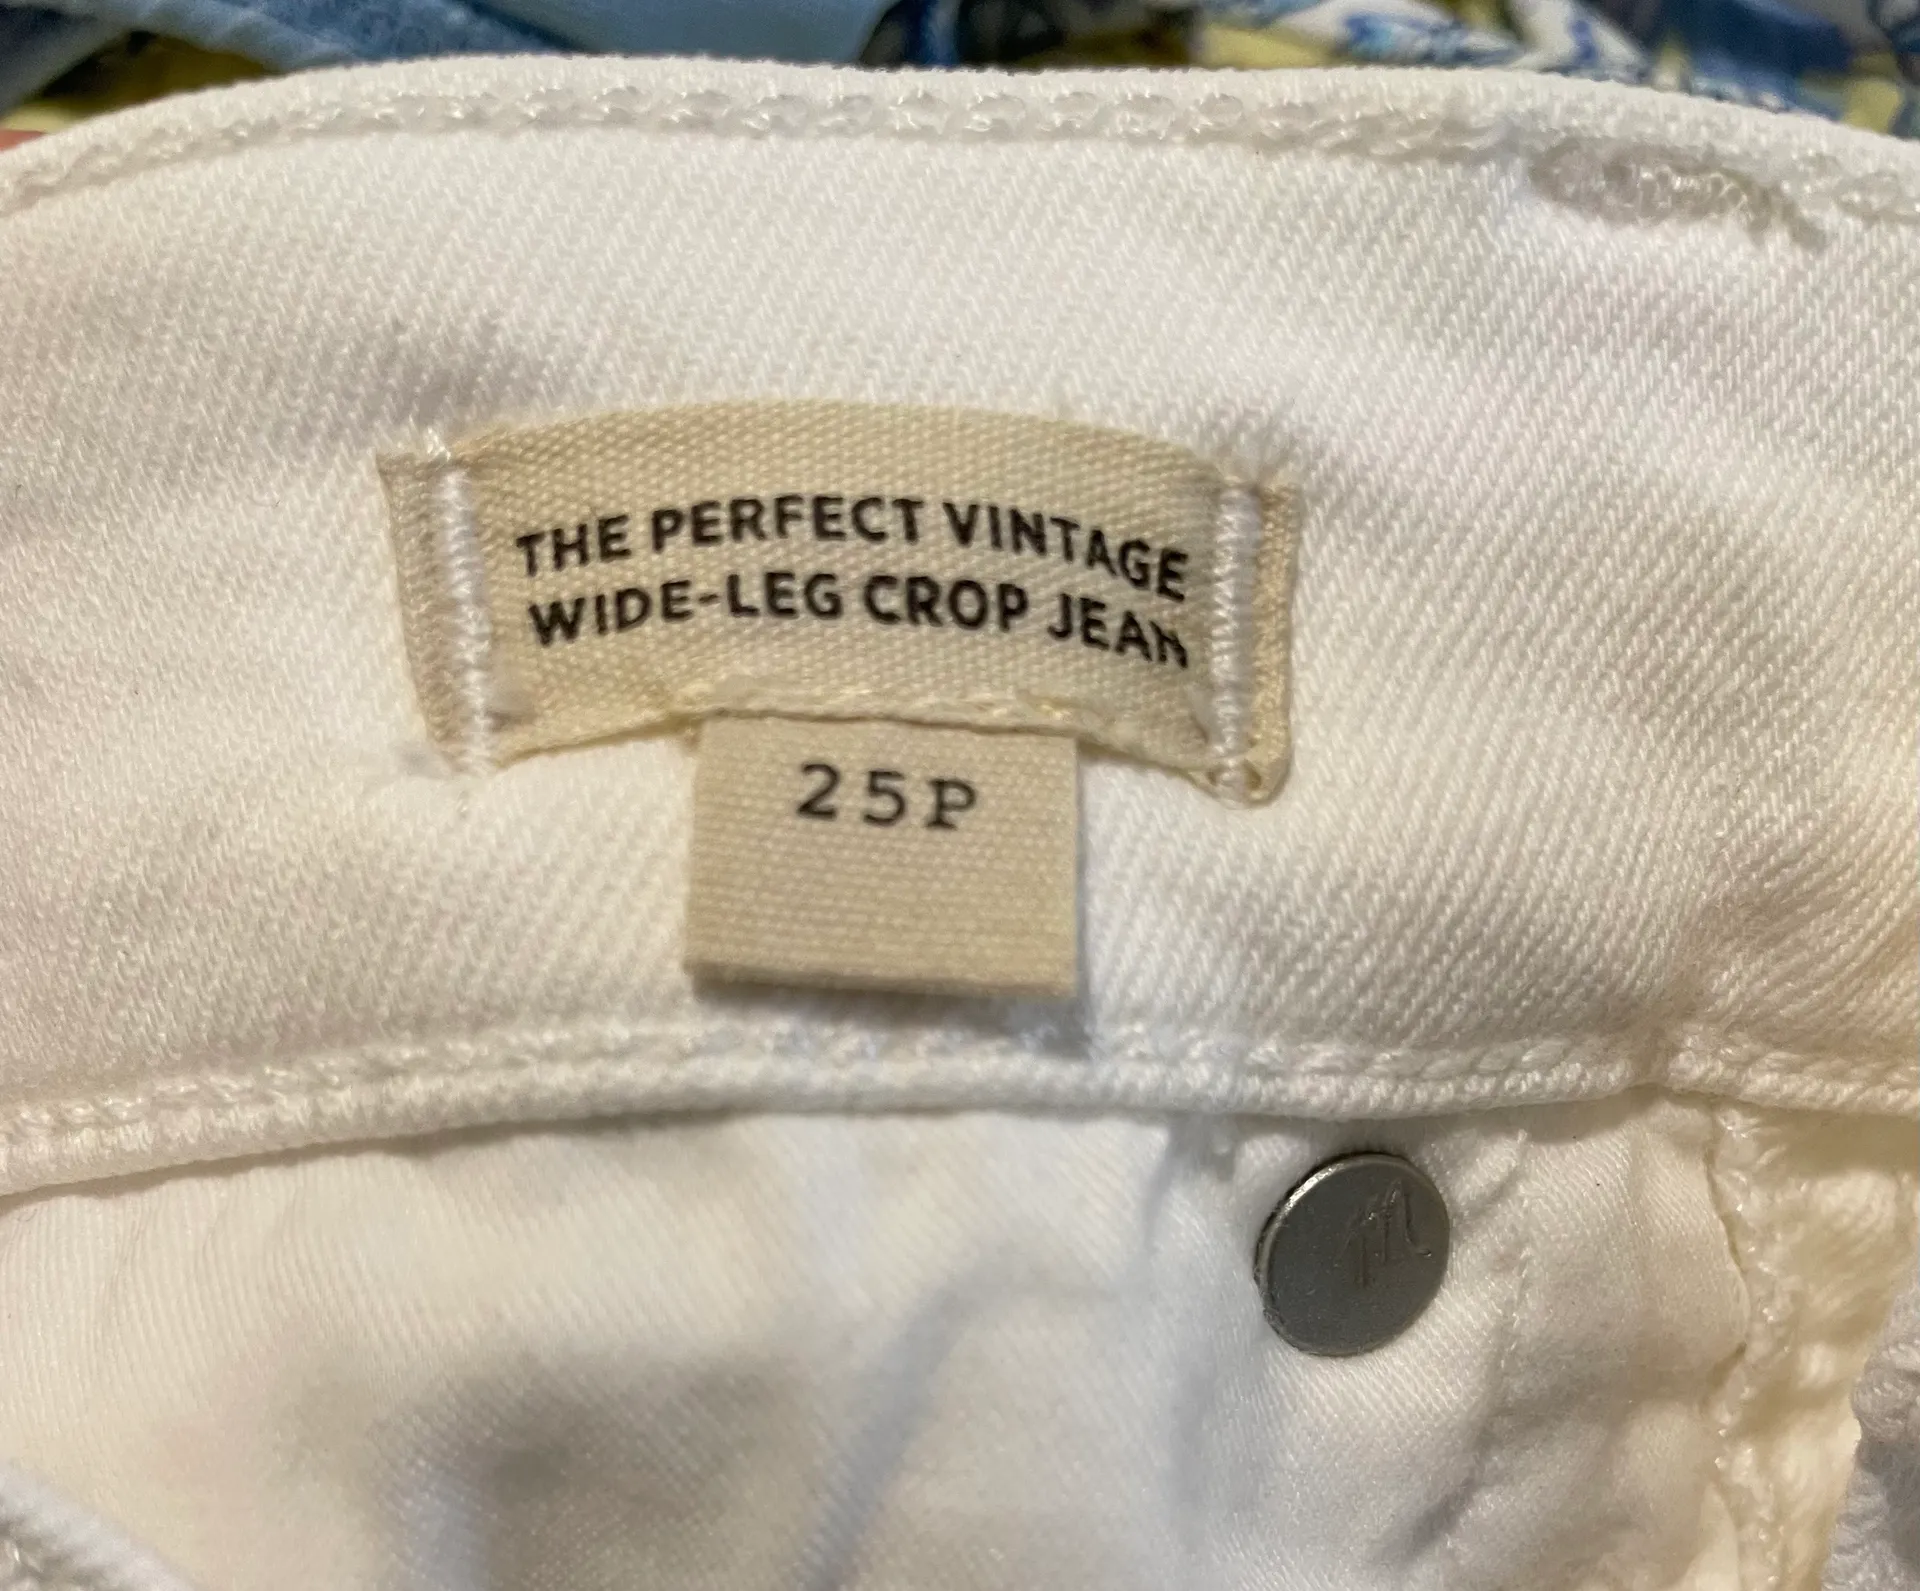 THE PERFECT VINTAGE
WIDE-LEG CROP JEAN
25P
m